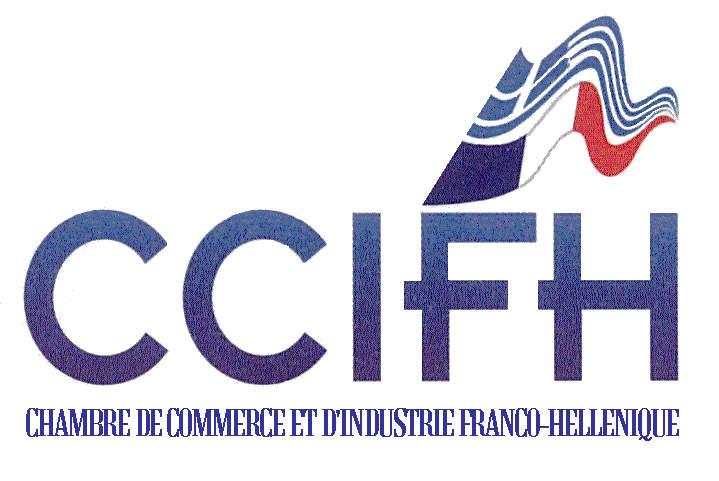 CCIFH
CHAMBRE DE COMMERCE ET D'INDUSTRIE FRANCO-HELLENIQUE